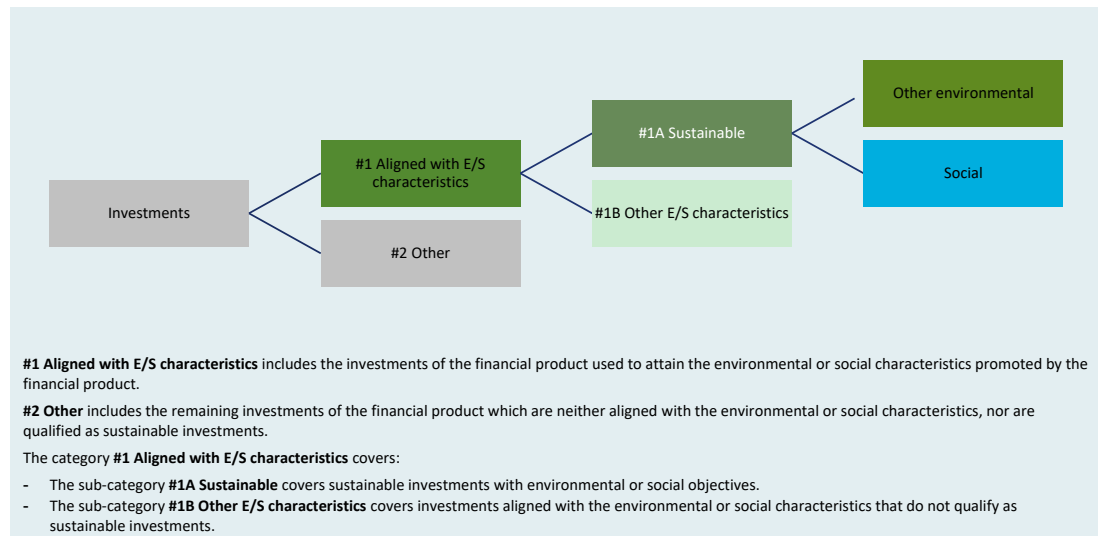 Other environmental
#1A Sustainable
#1 Aligned with E/S
characteristics
Social
Investments
#1B Other E/S characteristics
#2 Other
#1 Aligned with E/S characteristics includes the investments of the financial product used to attain the environmental or social characteristics promoted by the
financial product.
#2 Other includes the remaining investments of the financial product which are neither aligned with the environmental or social characteristics, nor are
qualified as sustainable investments.
The category #1 Aligned with E/S characteristics covers:
- The sub-category #1A Sustainable covers sustainable investments with environmental or social objectives.
- The sub-category #1B Other E/S characteristics covers investments aligned with the environmental or social characteristics that do not qualify as
sustainable investments.